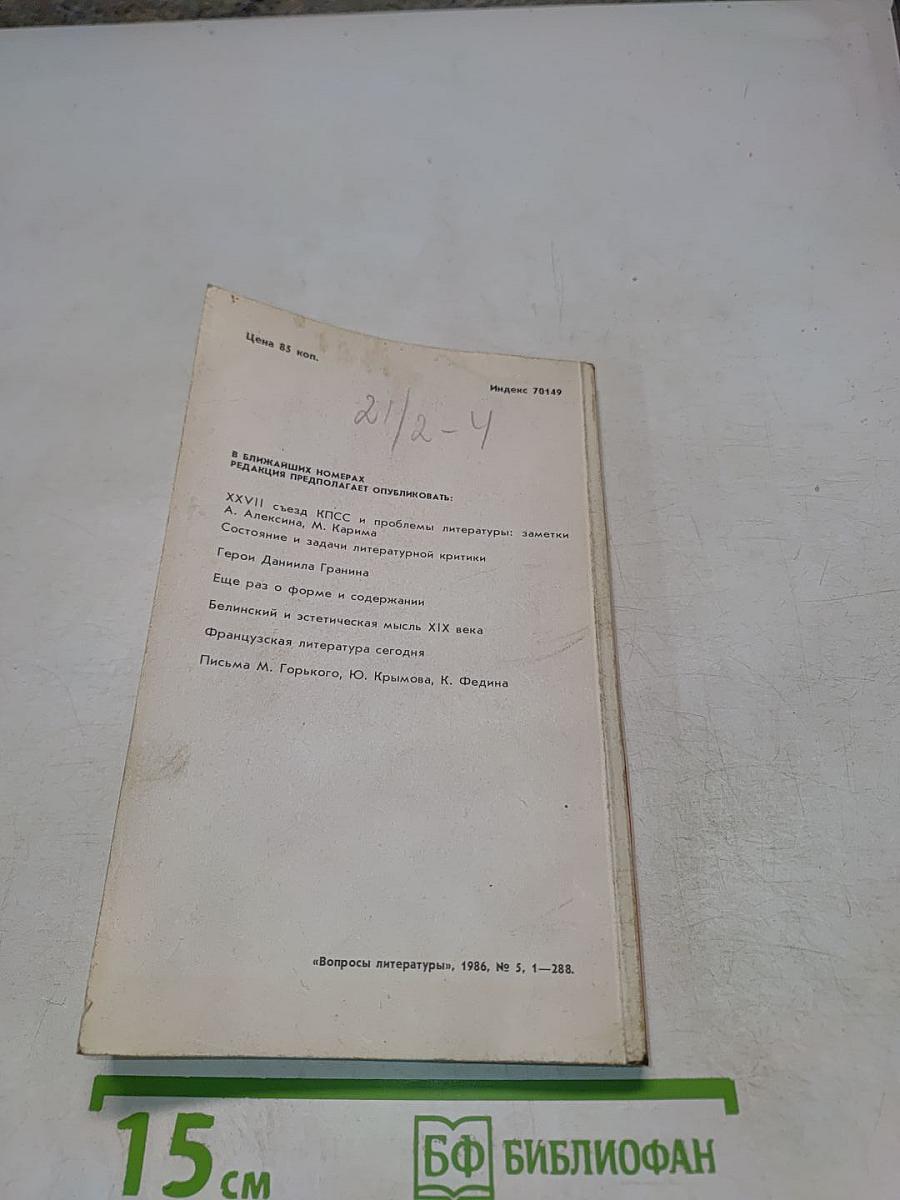 Цена 85 коп.
Индекс 70149
21/2-4
В БЛИЖАЙШИХ НОМЕРАХ
РЕДАКЦИЯ ПРЕДПОЛАГАЕТ ОПУБЛИКОВАТЬ:
XXVII съезд КПСС и проблемы литературы: заметки
А. Алексина, М. Карима
Состояние и задачи литературной критики
Герои Даниила Гранина
Еще раз о форме и содержании
Белинский и эстетическая мысль XIX века
Французская литература сегодня
Письма М. Горького, Ю. Крымова, К. Федина
«Вопросы литературы», 1986, № 5, 1—288.
15 см
БФ БИБЛИОФАН